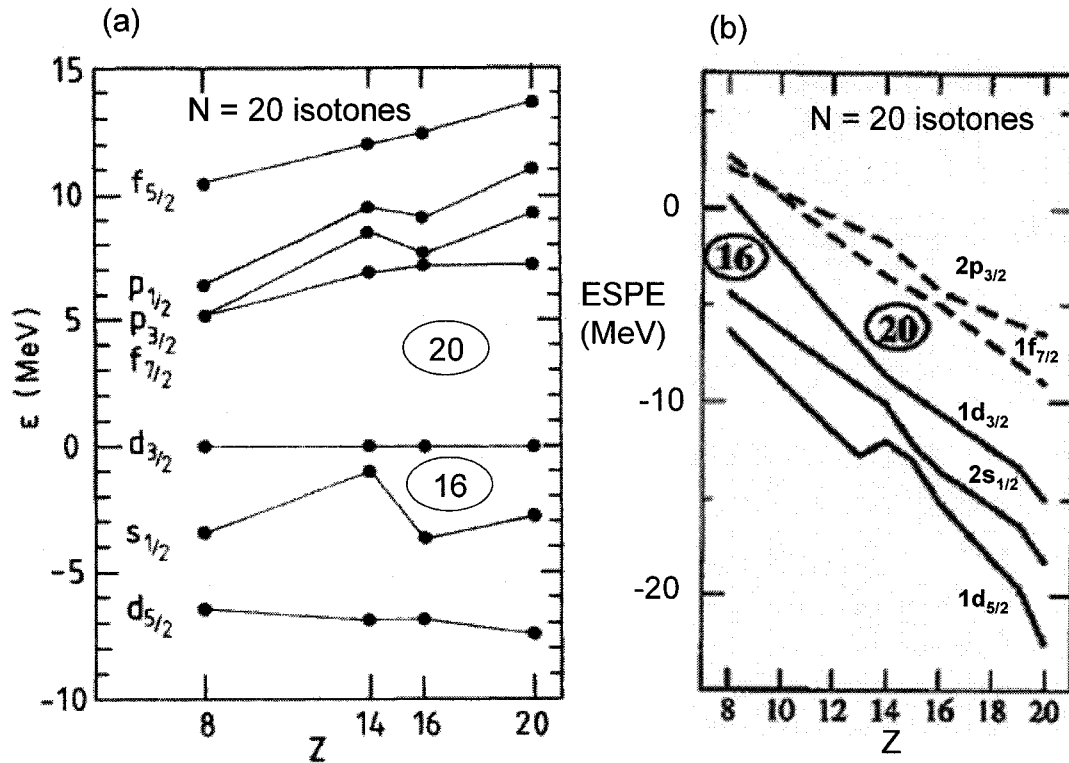 (a)
15
N = 20 isotones
10
f5/2
p1/2
p3/2
f7/2
5
20
ε (MeV)
0
d3/2
16
s1/2
-5
d5/2
-10
8
14
16
20
Z
(b)
N = 20 isotones
0
16
2p3/2
ESPE
(MeV)
20
1f7/2
-10
1d3/2
2s1/2
-20
1d5/2
8 10 12 14 16 18 20
Z